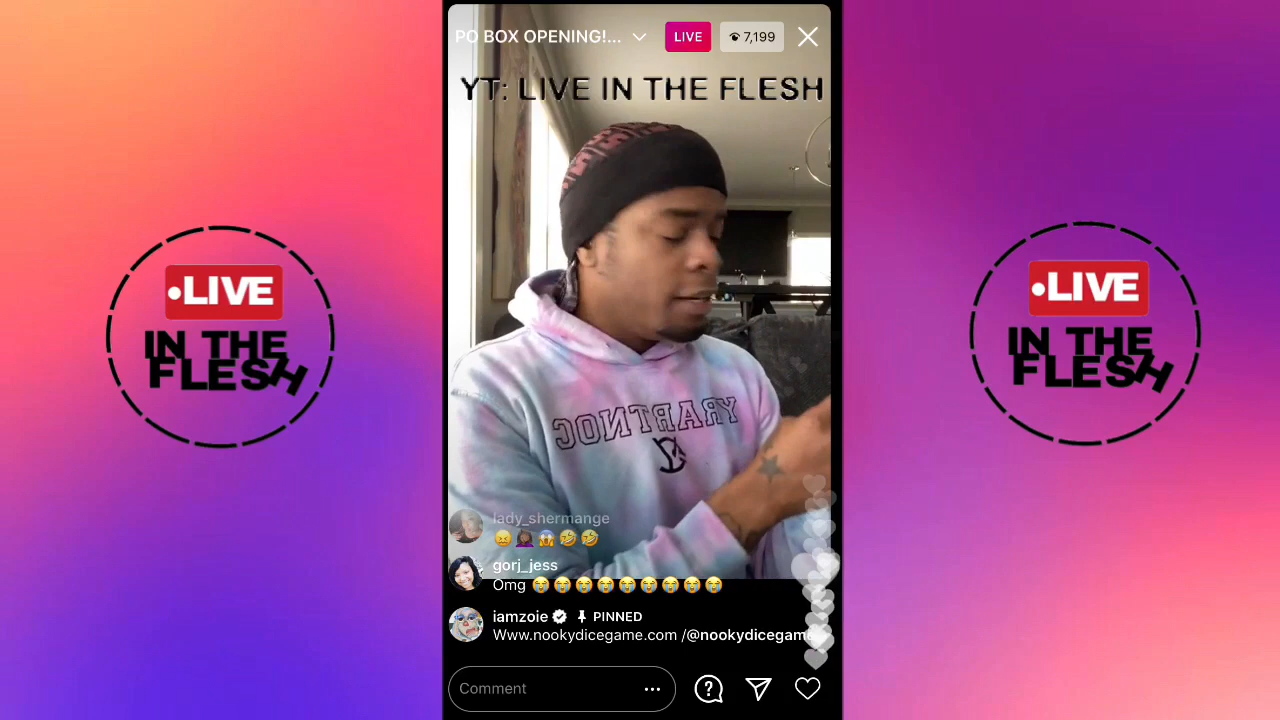 PO BOX OPENING!...
LIVE
7,199
YT: LIVE IN THE FLESH
LIVE
IN THE
FLESH
LIVE
IN THE
FLESH
CONTRARY
lady_shermange
gorj_jess
Omg
iamzoie PINNED
Www.nookydicegame.com /@nookydicegame
Comment